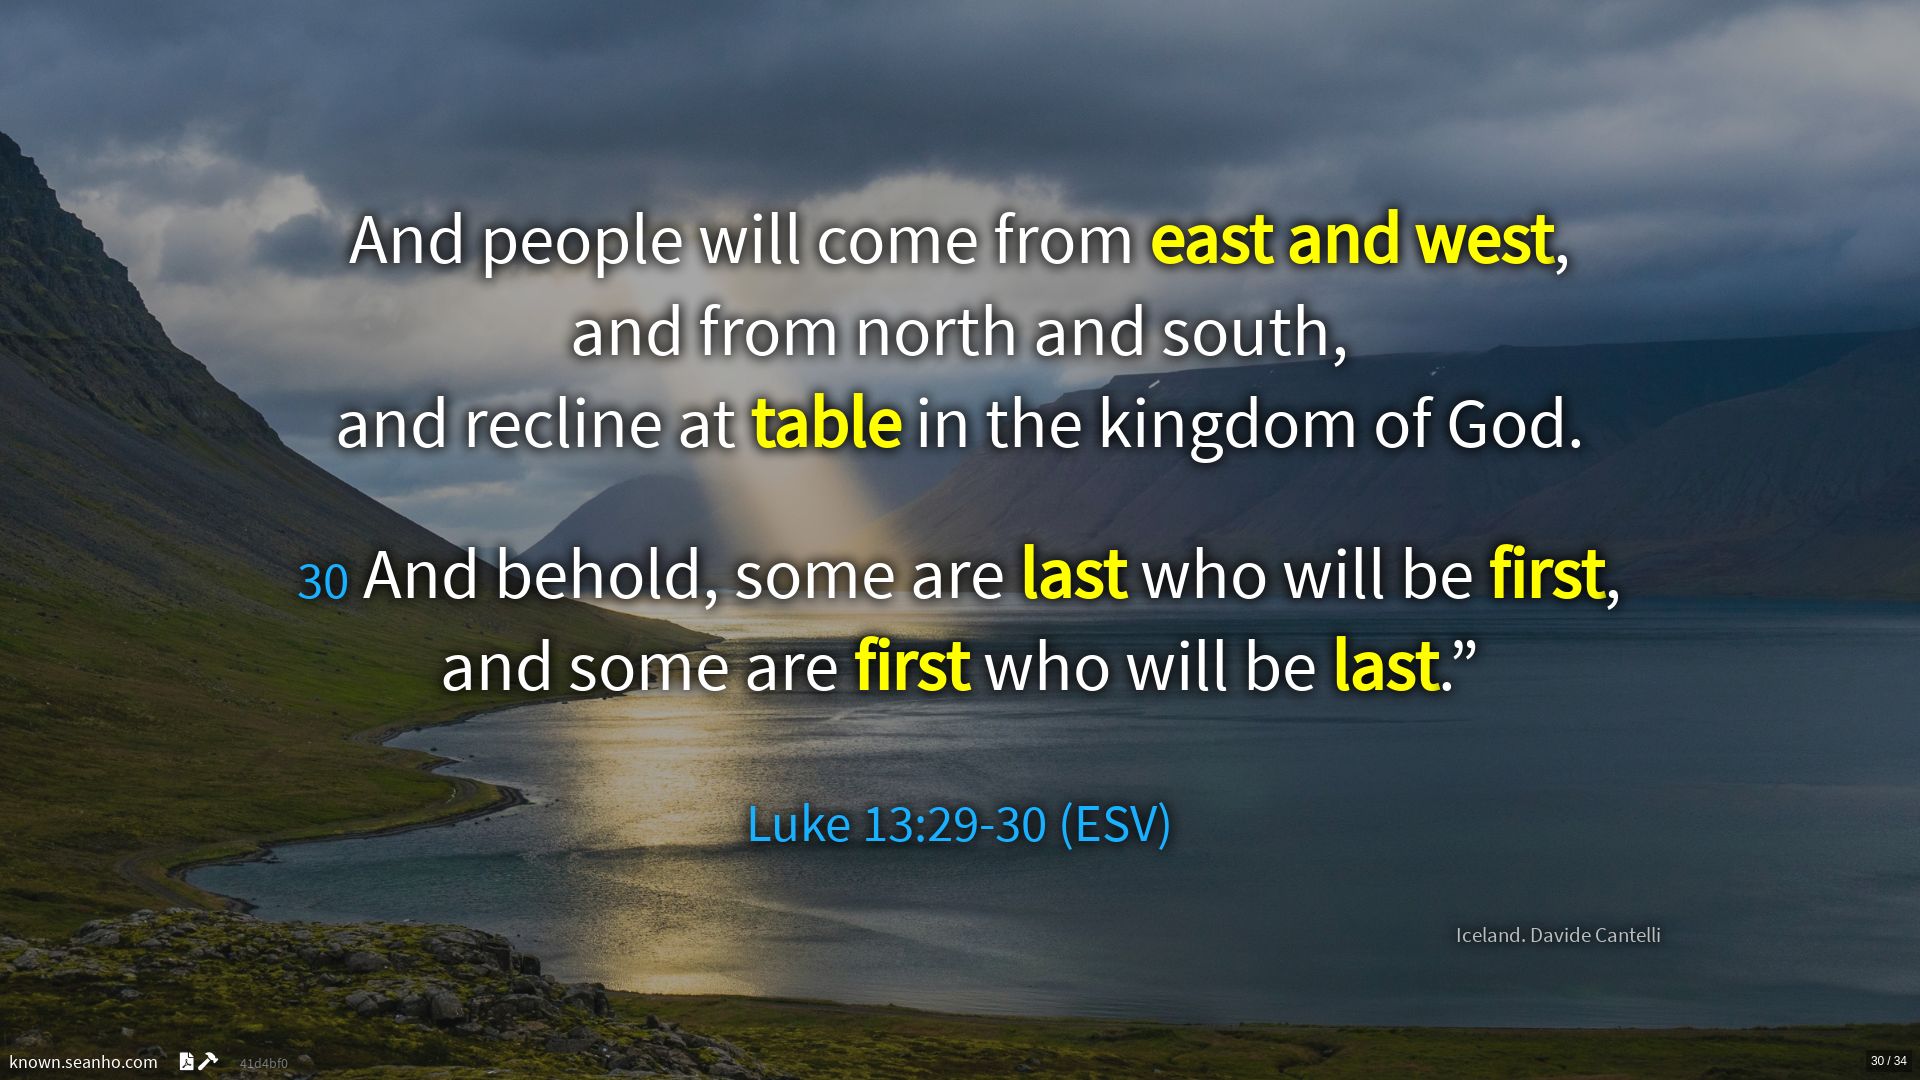 And people will come from east and west,
and from north and south,
and recline at table in the kingdom of God.
30 And behold, some are last who will be first,
and some are first who will be last.”
Luke 13:29-30 (ESV)
Iceland. Davide Cantelli
known.seanho.com 41d4bf0
30 / 34